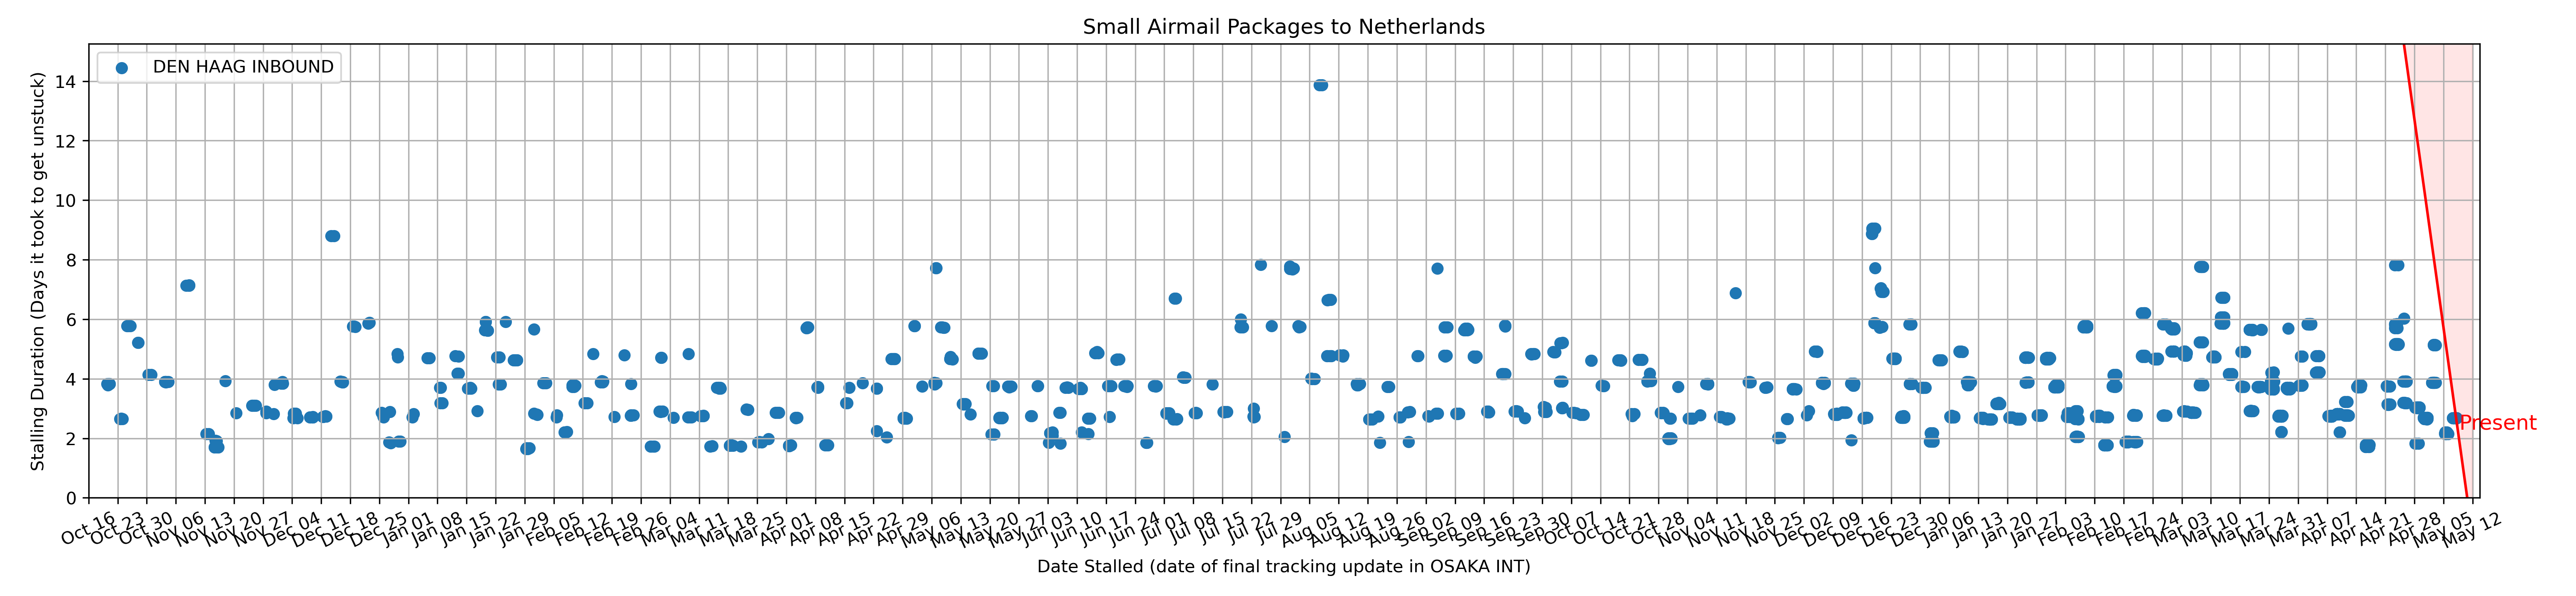 Small Airmail Packages to Netherlands
DEN HAAG INBOUND
Stalling Duration (Days it took to get unstuck)
14
12
10
8
6
4
2
0
Present
Oct 16
Oct 23
Oct 30
Nov 06
Nov 13
Nov 20
Nov 27
Dec 04
Dec 11
Dec 18
Dec 25
Jan 01
Jan 08
Jan 15
Jan 22
Jan 29
Feb 05
Feb 12
Feb 19
Feb 26
Mar 04
Mar 11
Mar 18
Mar 25
Apr 01
Apr 08
Apr 15
Apr 22
Apr 29
May 06
May 13
May 20
May 27
Jun 03
Jun 10
Jun 17
Jun 24
Jul 01
Jul 08
Jul 15
Jul 22
Jul 29
Aug 05
Aug 12
Aug 19
Aug 26
Sep 02
Sep 09
Sep 16
Sep 23
Sep 30
Oct 07
Oct 14
Oct 21
Oct 28
Nov 04
Nov 11
Nov 18
Nov 25
Dec 02
Dec 09
Dec 16
Dec 23
Dec 30
Jan 06
Jan 13
Jan 20
Jan 27
Feb 03
Feb 10
Feb 17
Feb 24
Mar 03
Mar 10
Mar 17
Mar 24
Mar 31
Apr 07
Apr 14
Apr 21
Apr 28
May 05
May 12
Date Stalled (date of final tracking update in OSAKA INT)